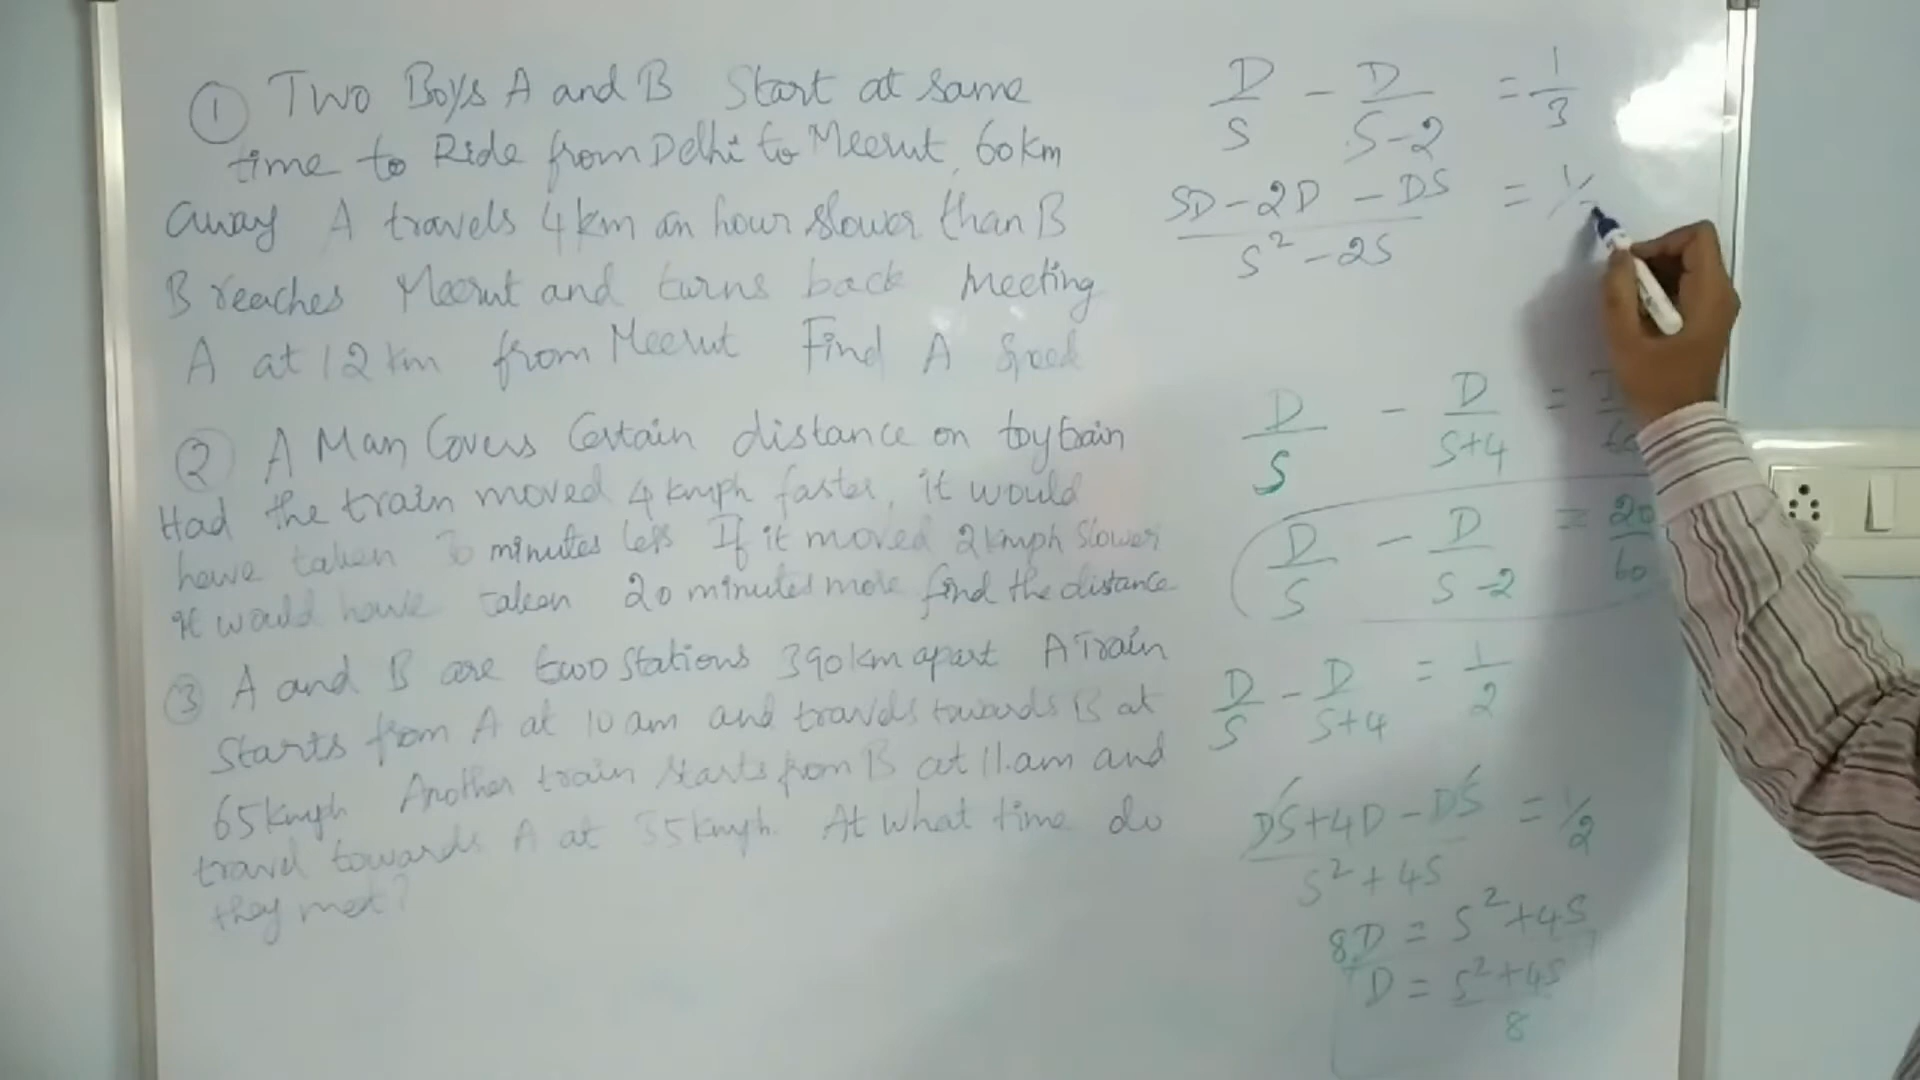 ① Two Boys A and B Start at same
time to Ride from Delhi to Meerut, 60km
away A travels 4km an hour slower than B
B reaches Meerut and turns back meeting
A at 12 km from Meerut Find A Speed
② A Man Covers Certain distance on toytrain
Had the train moved 4 kmph faster, it would
have taken 30 minutes less If it moved 2kmph slower
it would have taken 20 minutes more find the distance
③ A and B are two stations 390km apart A Train
Starts from A at 10 am and travels towards B at
65kmph Another train starts from B at 11.am and
travel towards A at 35kmph. At what time do
they met?
D/S - D/S-2 = 1/3
SD-2D-DS/S²-2S = 1/
D/S - D/S+4 =
D/S - D/S-2 = 20/60
D/S - D/S+4 = 1/2
DS+4D-DS/S²+4S = 1/2
8D = S²+4S
D = S²+4S/8